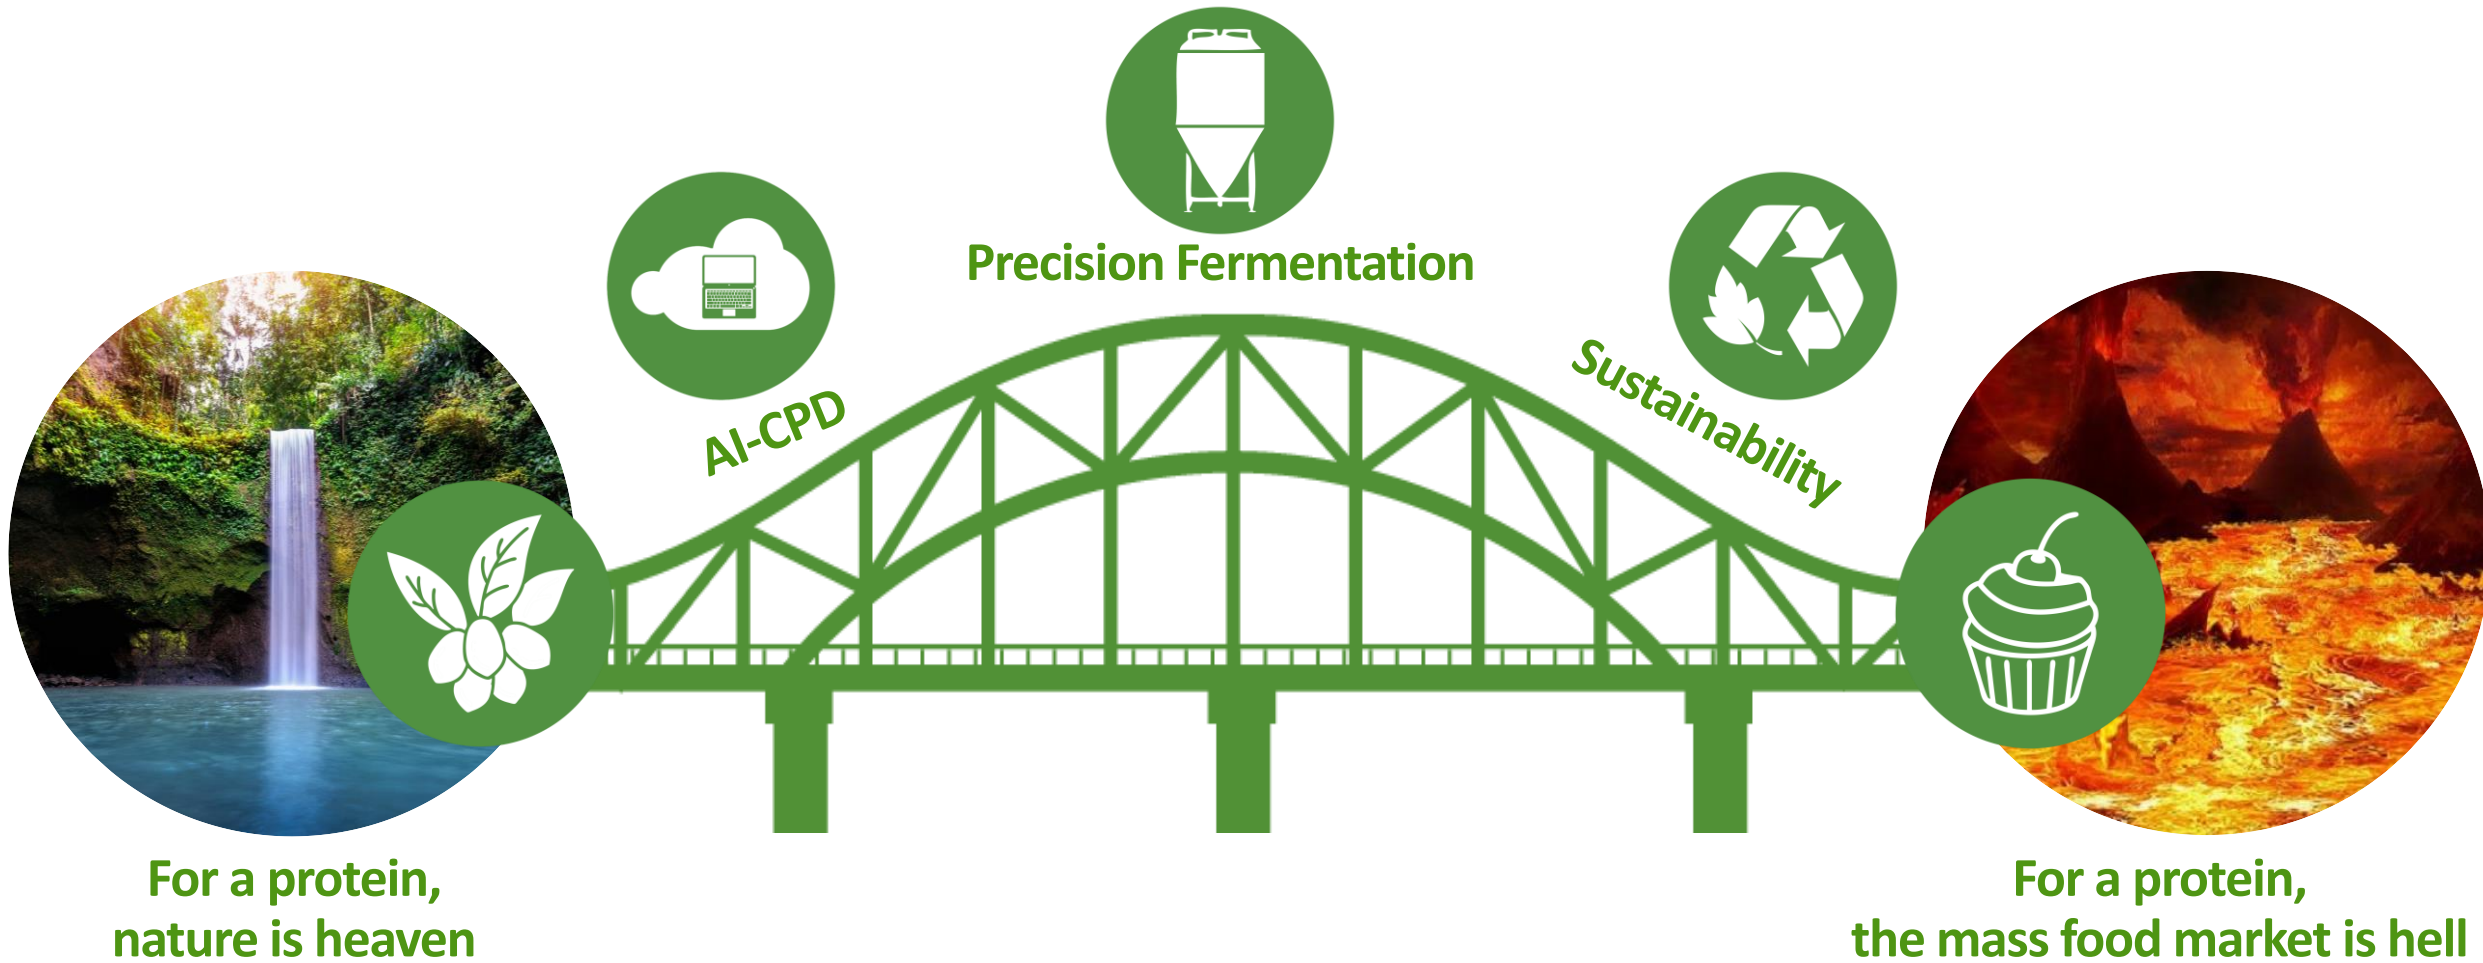 Precision Fermentation
AI-CPD
Sustainability
For a protein,
nature is heaven
For a protein,
the mass food market is hell